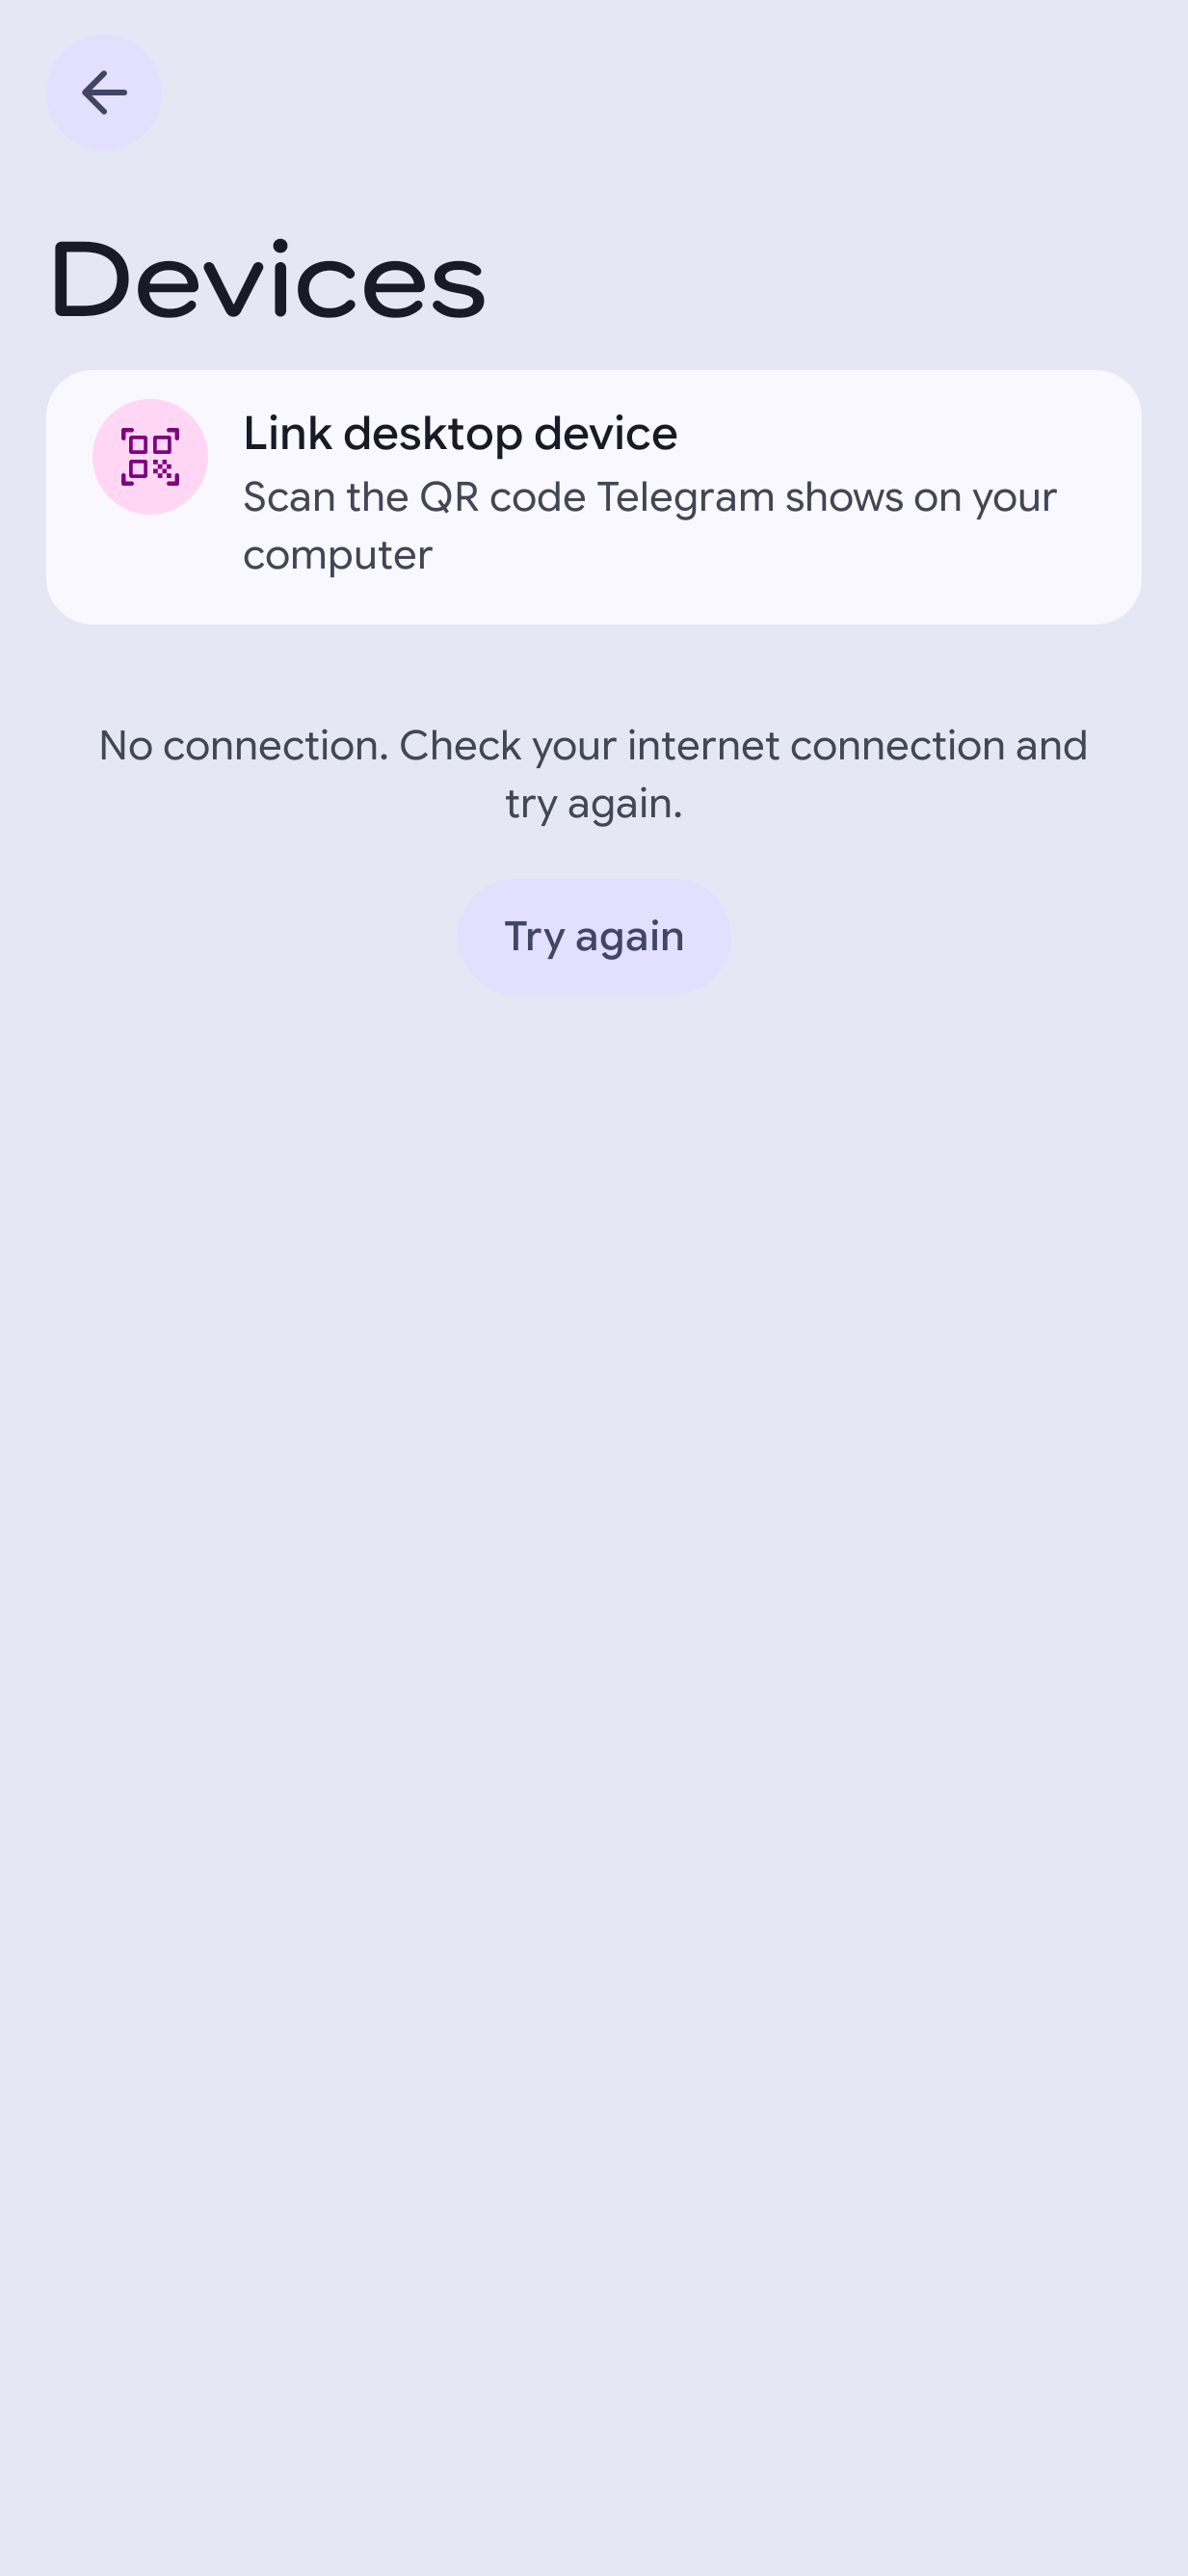 Devices
Link desktop device
Scan the QR code Telegram shows on your
computer
No connection. Check your internet connection and
try again.
Try again